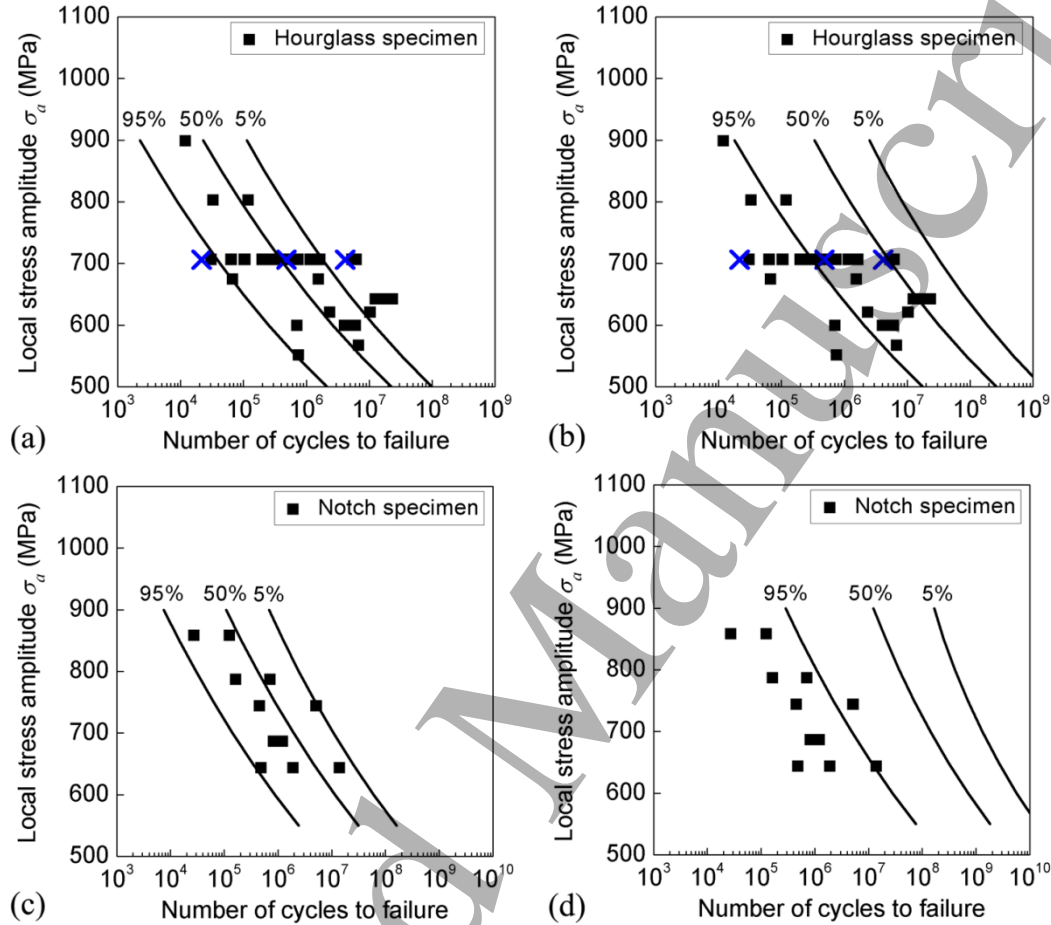 1100
1000
900
800
700
600
500
Local stress amplitude σₐ (MPa)
Hourglass specimen
95% 50% 5%
10³ 10⁴ 10⁵ 10⁶ 10⁷ 10⁸ 10⁹
(a) Number of cycles to failure
1100
1000
900
800
700
600
500
Local stress amplitude σₐ (MPa)
Hourglass specimen
95% 50% 5%
10³ 10⁴ 10⁵ 10⁶ 10⁷ 10⁸ 10⁹
(b) Number of cycles to failure
1100
1000
900
800
700
600
500
Local stress amplitude σₐ (MPa)
Notch specimen
95% 50% 5%
10³ 10⁴ 10⁵ 10⁶ 10⁷ 10⁸ 10⁹ 10¹⁰
(c) Number of cycles to failure
1100
1000
900
800
700
600
500
Local stress amplitude σₐ (MPa)
Notch specimen
95% 50% 5%
10³ 10⁴ 10⁵ 10⁶ 10⁷ 10⁸ 10⁹ 10¹⁰
(d) Number of cycles to failure
d Manuscri